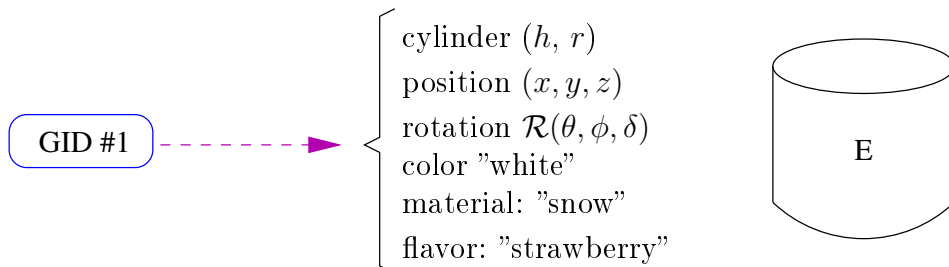 GID #1
cylinder (h, r)
position (x, y, z)
rotation R(θ, ϕ, δ)
color "white"
material: "snow"
flavor: "strawberry"
E